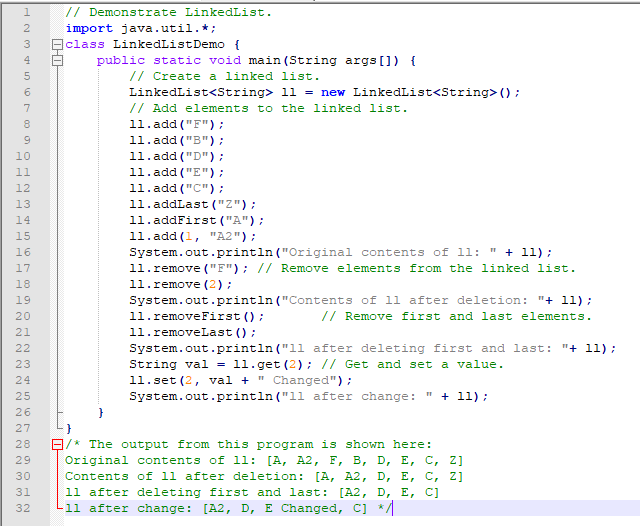 1 // Demonstrate LinkedList.
2 import java.util.*;
3 class LinkedListDemo {
4     public static void main(String args[]) {
5         // Create a linked list.
6         LinkedList<String> ll = new LinkedList<String>();
7         // Add elements to the linked list.
8         ll.add("F");
9         ll.add("B");
10         ll.add("D");
11         ll.add("E");
12         ll.add("C");
13         ll.addLast("Z");
14         ll.addFirst("A");
15         ll.add(1, "A2");
16         System.out.println("Original contents of ll: " + ll);
17         ll.remove("F"); // Remove elements from the linked list.
18         ll.remove(2);
19         System.out.println("Contents of ll after deletion: "+ ll);
20         ll.removeFirst();       // Remove first and last elements.
21         ll.removeLast();
22         System.out.println("ll after deleting first and last: "+ ll);
23         String val = ll.get(2); // Get and set a value.
24         ll.set(2, val + " Changed");
25         System.out.println("ll after change: " + ll);
26     }
27 }
28 /* The output from this program is shown here:
29 Original contents of ll: [A, A2, F, B, D, E, C, Z]
30 Contents of ll after deletion: [A, A2, D, E, C, Z]
31 ll after deleting first and last: [A2, D, E, C]
32 ll after change: [A2, D, E Changed, C] */